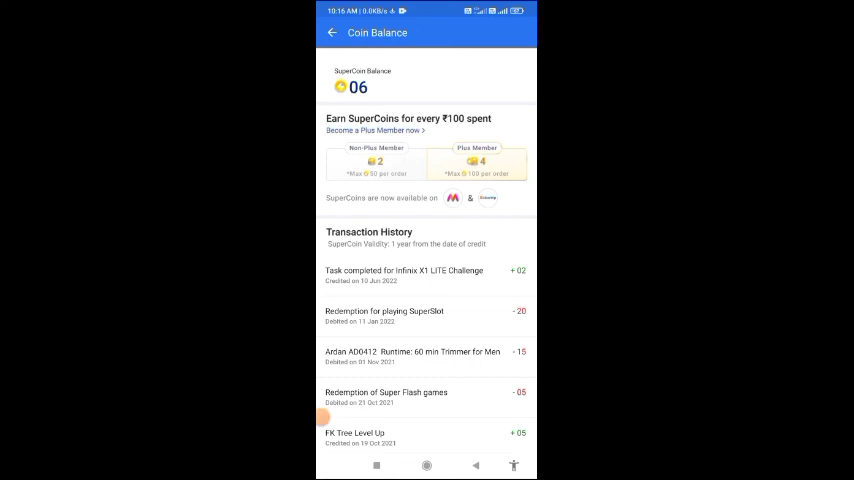 10:16 AM | 0.0KB/s
Coin Balance
SuperCoin Balance
06
Earn SuperCoins for every ₹100 spent
Become a Plus Member now >
Non-Plus Member
Plus Member
2
4
*Max 50 per order
*Max 100 per order
SuperCoins are now available on & 
Transaction History
SuperCoin Validity: 1 year from the date of credit
Task completed for Infinix X1 LITE Challenge + 02
Credited on 10 Jun 2022
Redemption for playing SuperSlot - 20
Debited on 11 Jan 2022
Ardan AD0412 Runtime: 60 min Trimmer for Men - 15
Debited on 01 Nov 2021
Redemption of Super Flash games - 05
Debited on 21 Oct 2021
FK Tree Level Up + 05
Credited on 19 Oct 2021